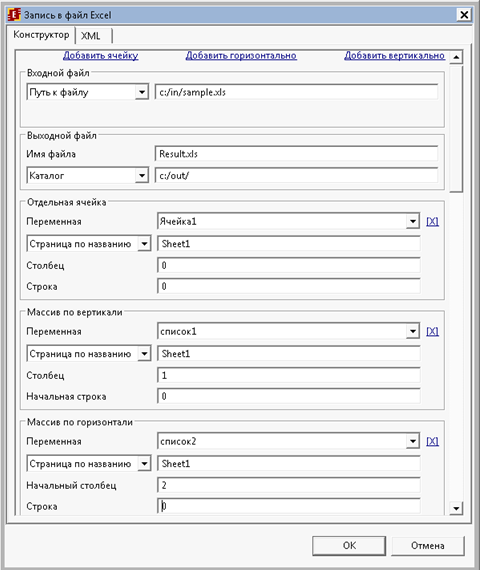 Запись в файл Excel
Конструктор XML
Добавить ячейку Добавить горизонтально Добавить вертикально
Входной файл
Путь к файлу c:/in/sample.xls
Выходной файл
Имя файла Result.xls
Каталог c:/out/
Отдельная ячейка
Переменная Ячейка1 [X]
Страница по названию Sheet1
Столбец 0
Строка 0
Массив по вертикали
Переменная список1 [X]
Страница по названию Sheet1
Столбец 1
Начальная строка 0
Массив по горизонтали
Переменная список2 [X]
Страница по названию Sheet1
Начальный столбец 2
Строка 0
OK Отмена